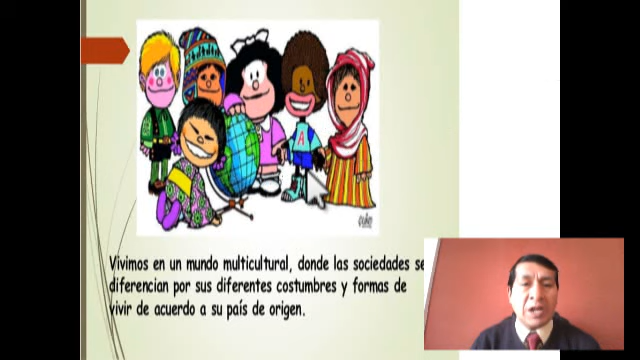 A
Vivimos en un mundo multicultural, donde las sociedades se
diferencian por sus diferentes costumbres y formas de
vivir de acuerdo a su país de origen.